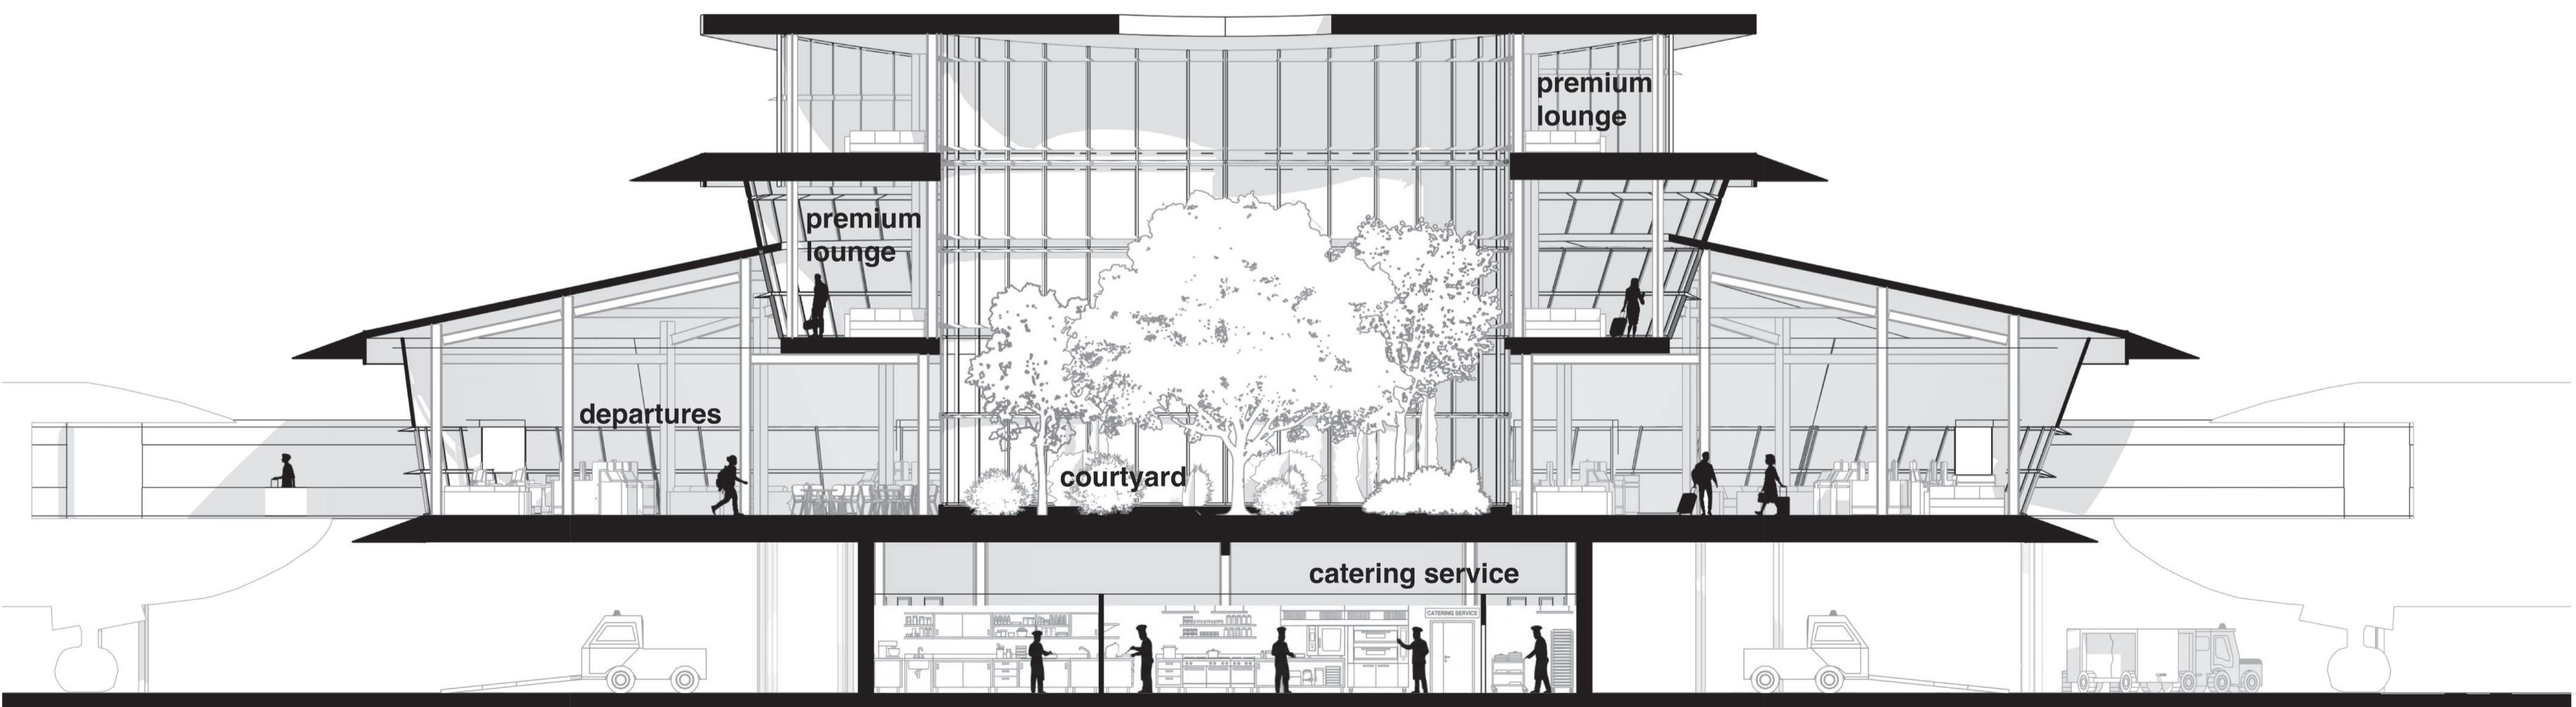 premium
lounge
premium
lounge
departures
courtyard
catering service
CATERING SERVICE